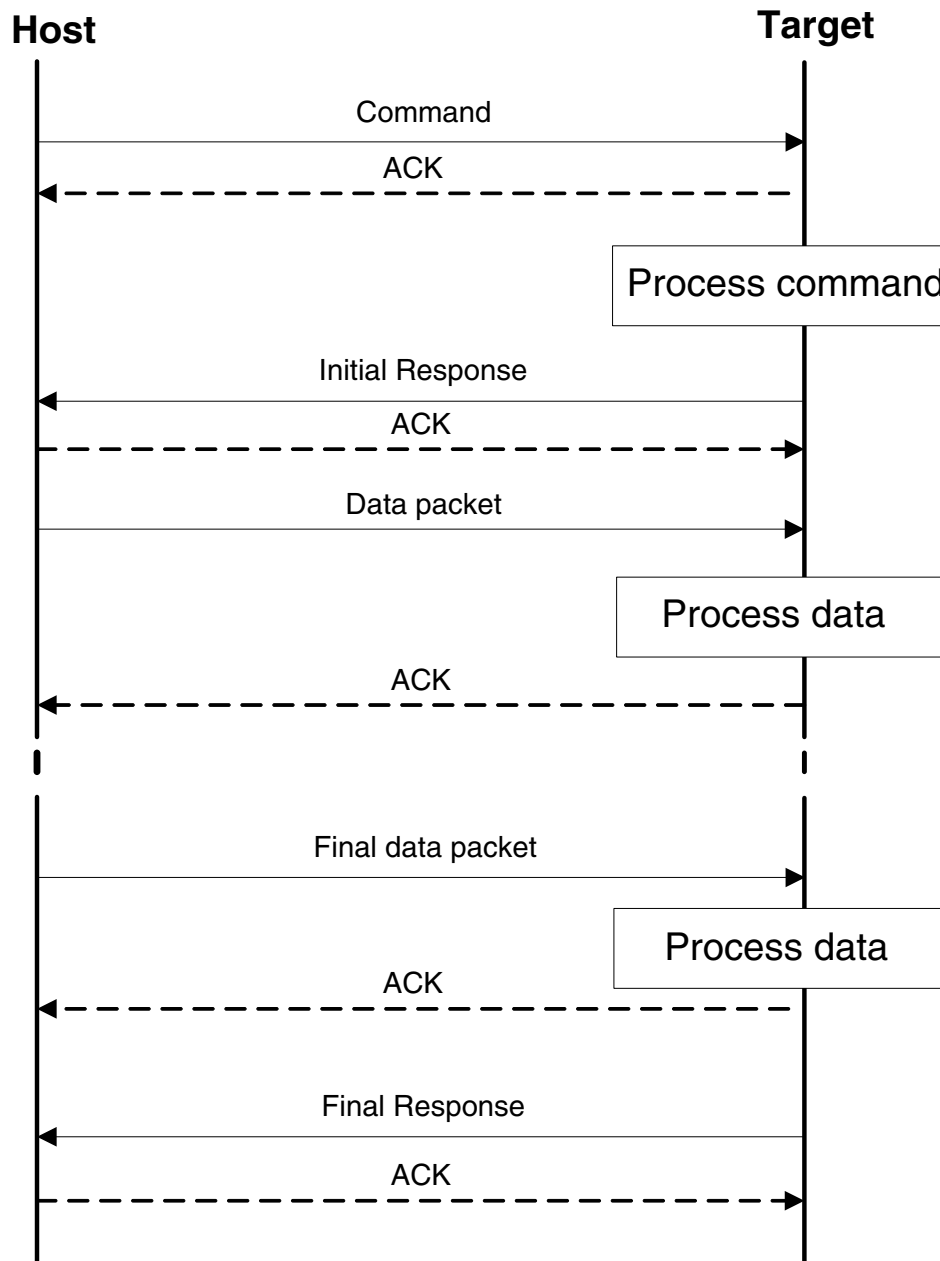 Host
Target
Command
ACK
Process command
Initial Response
ACK
Data packet
Process data
ACK
Final data packet
Process data
ACK
Final Response
ACK